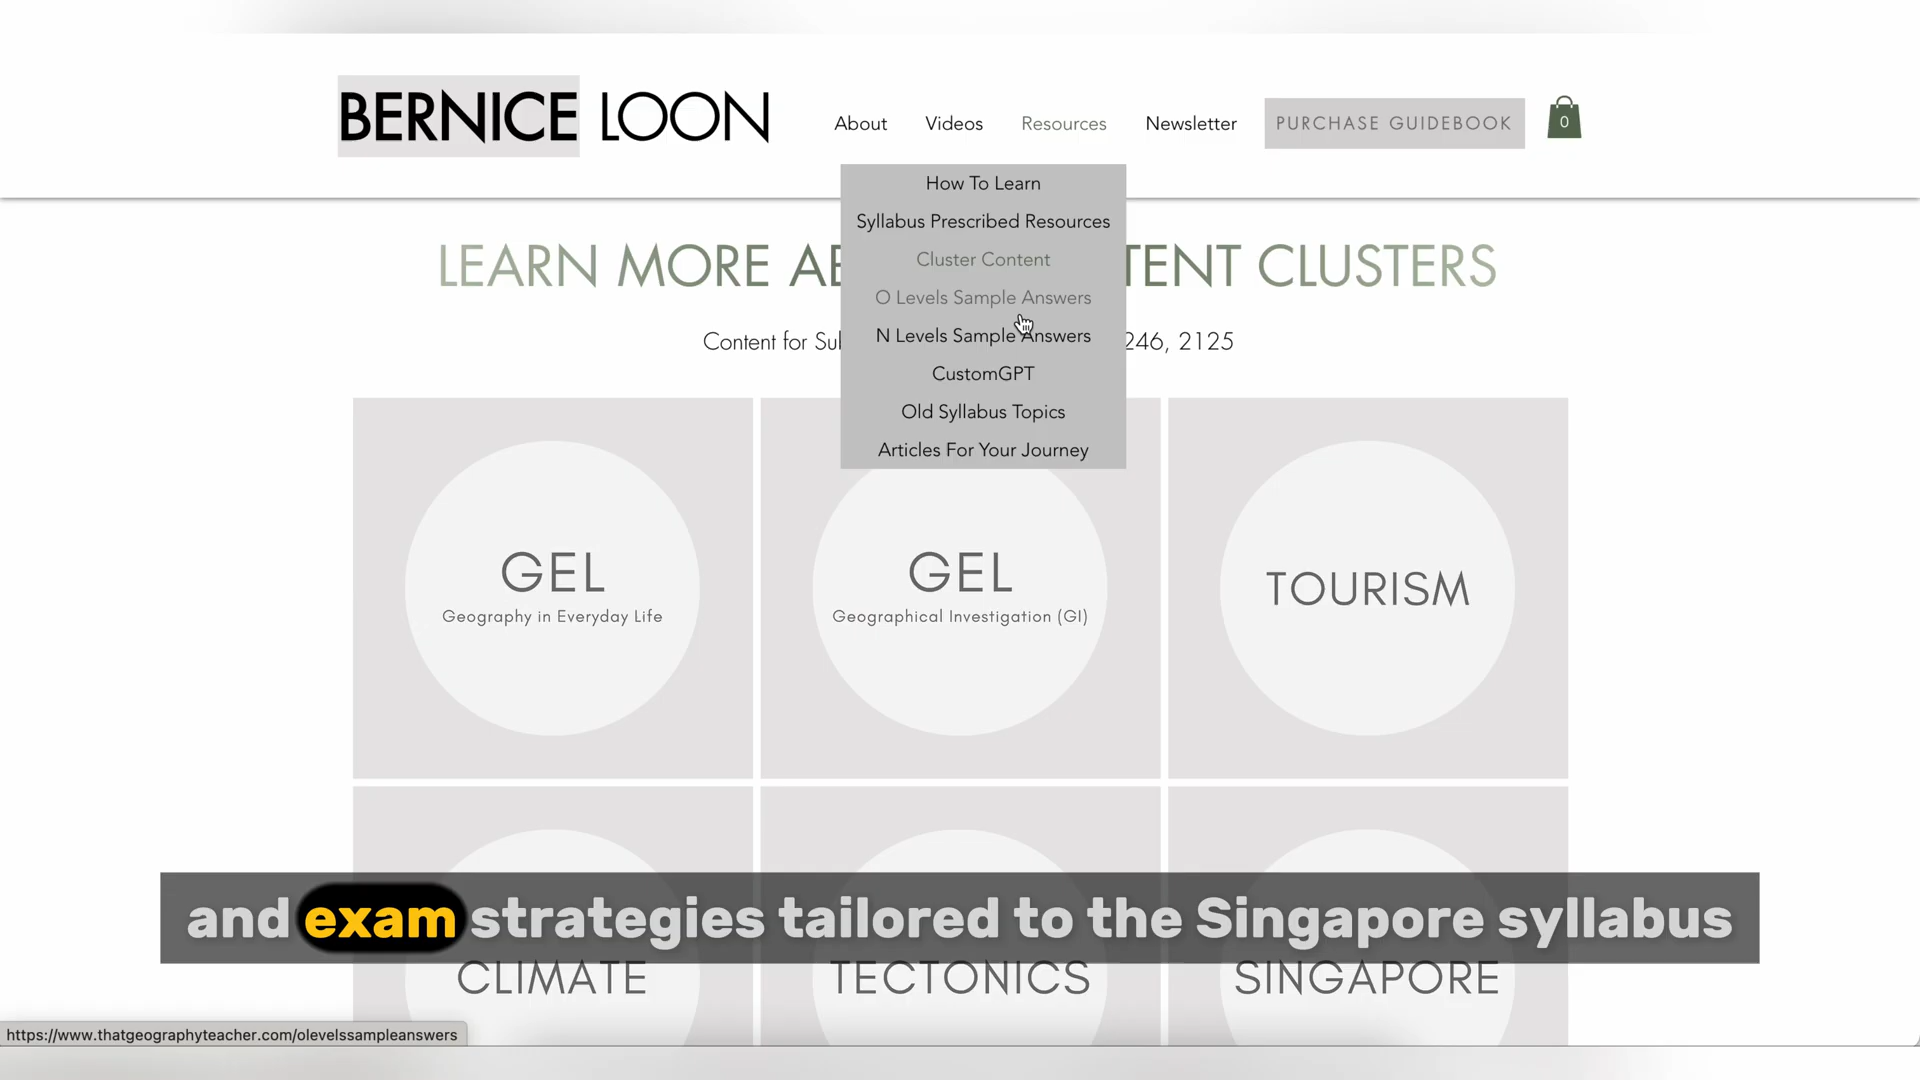 BERNICE LOON
About
Videos
Resources
Newsletter
PURCHASE GUIDEBOOK
0
How To Learn
Syllabus Prescribed Resources
Cluster Content
O Levels Sample Answers
N Levels Sample Answers
CustomGPT
Old Syllabus Topics
Articles For Your Journey
LEARN MORE AB TENT CLUSTERS
Content for Sub 246, 2125
GEL
Geography in Everyday Life
GEL
Geographical Investigation (GI)
TOURISM
and exam strategies tailored to the Singapore syllabus
CLIMATE
TECTONICS
SINGAPORE
https://www.thatgeographyteacher.com/olevelssampleanswers